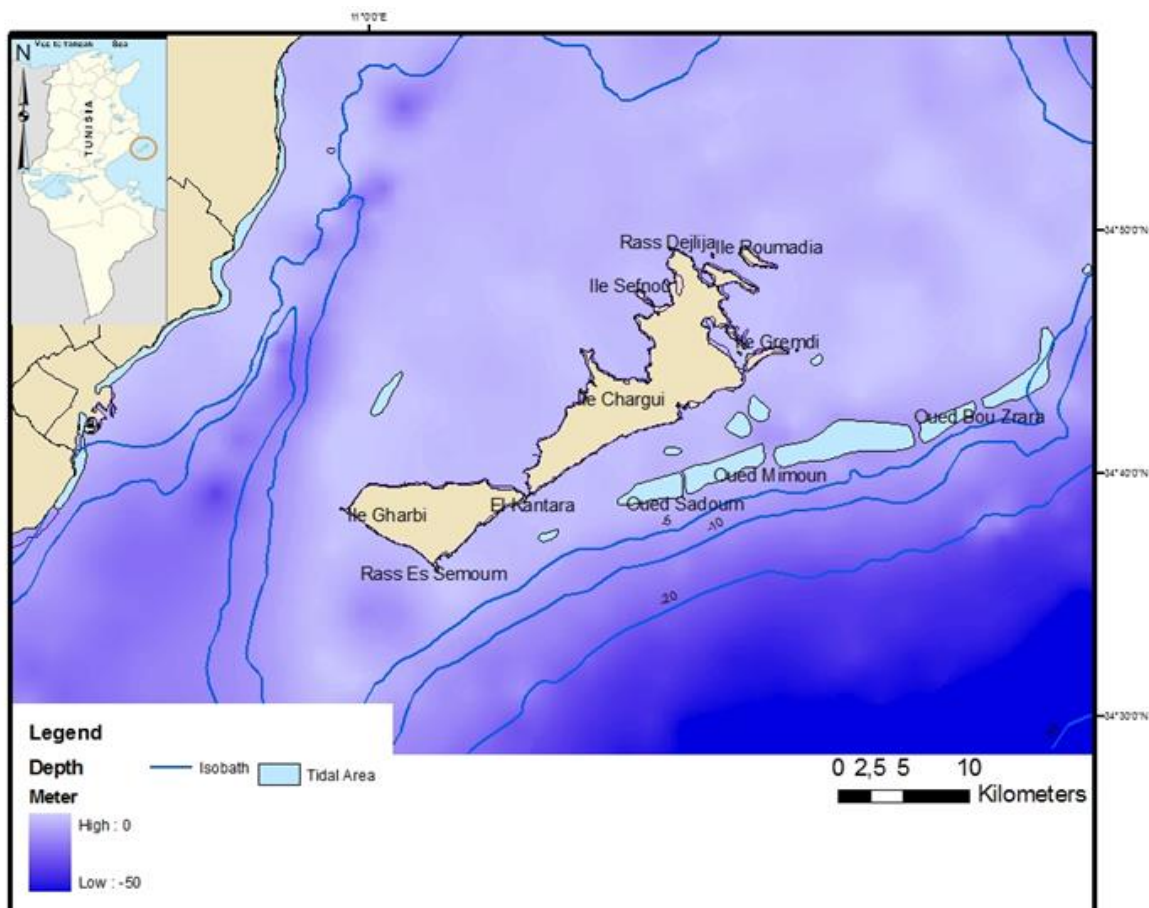 11°0'0"E
N
Sea
TUNISIA
0
34°50'0"N
Rass Dejlija
Ile Roumadia
Ile Sefnou
Ile Gremdi
Ile Chargui
Oued Bou Zrara
34°40'0"N
Oued Mimoun
El Kantara
Oued Sadoum
Ile Gharbi
-5
-10
Rass Es Semoum
-20
34°30'0"N
Legend
Depth
Isobath
Tidal Area
Meter
High : 0
Low : -50
0 2,5 5 10
Kilometers